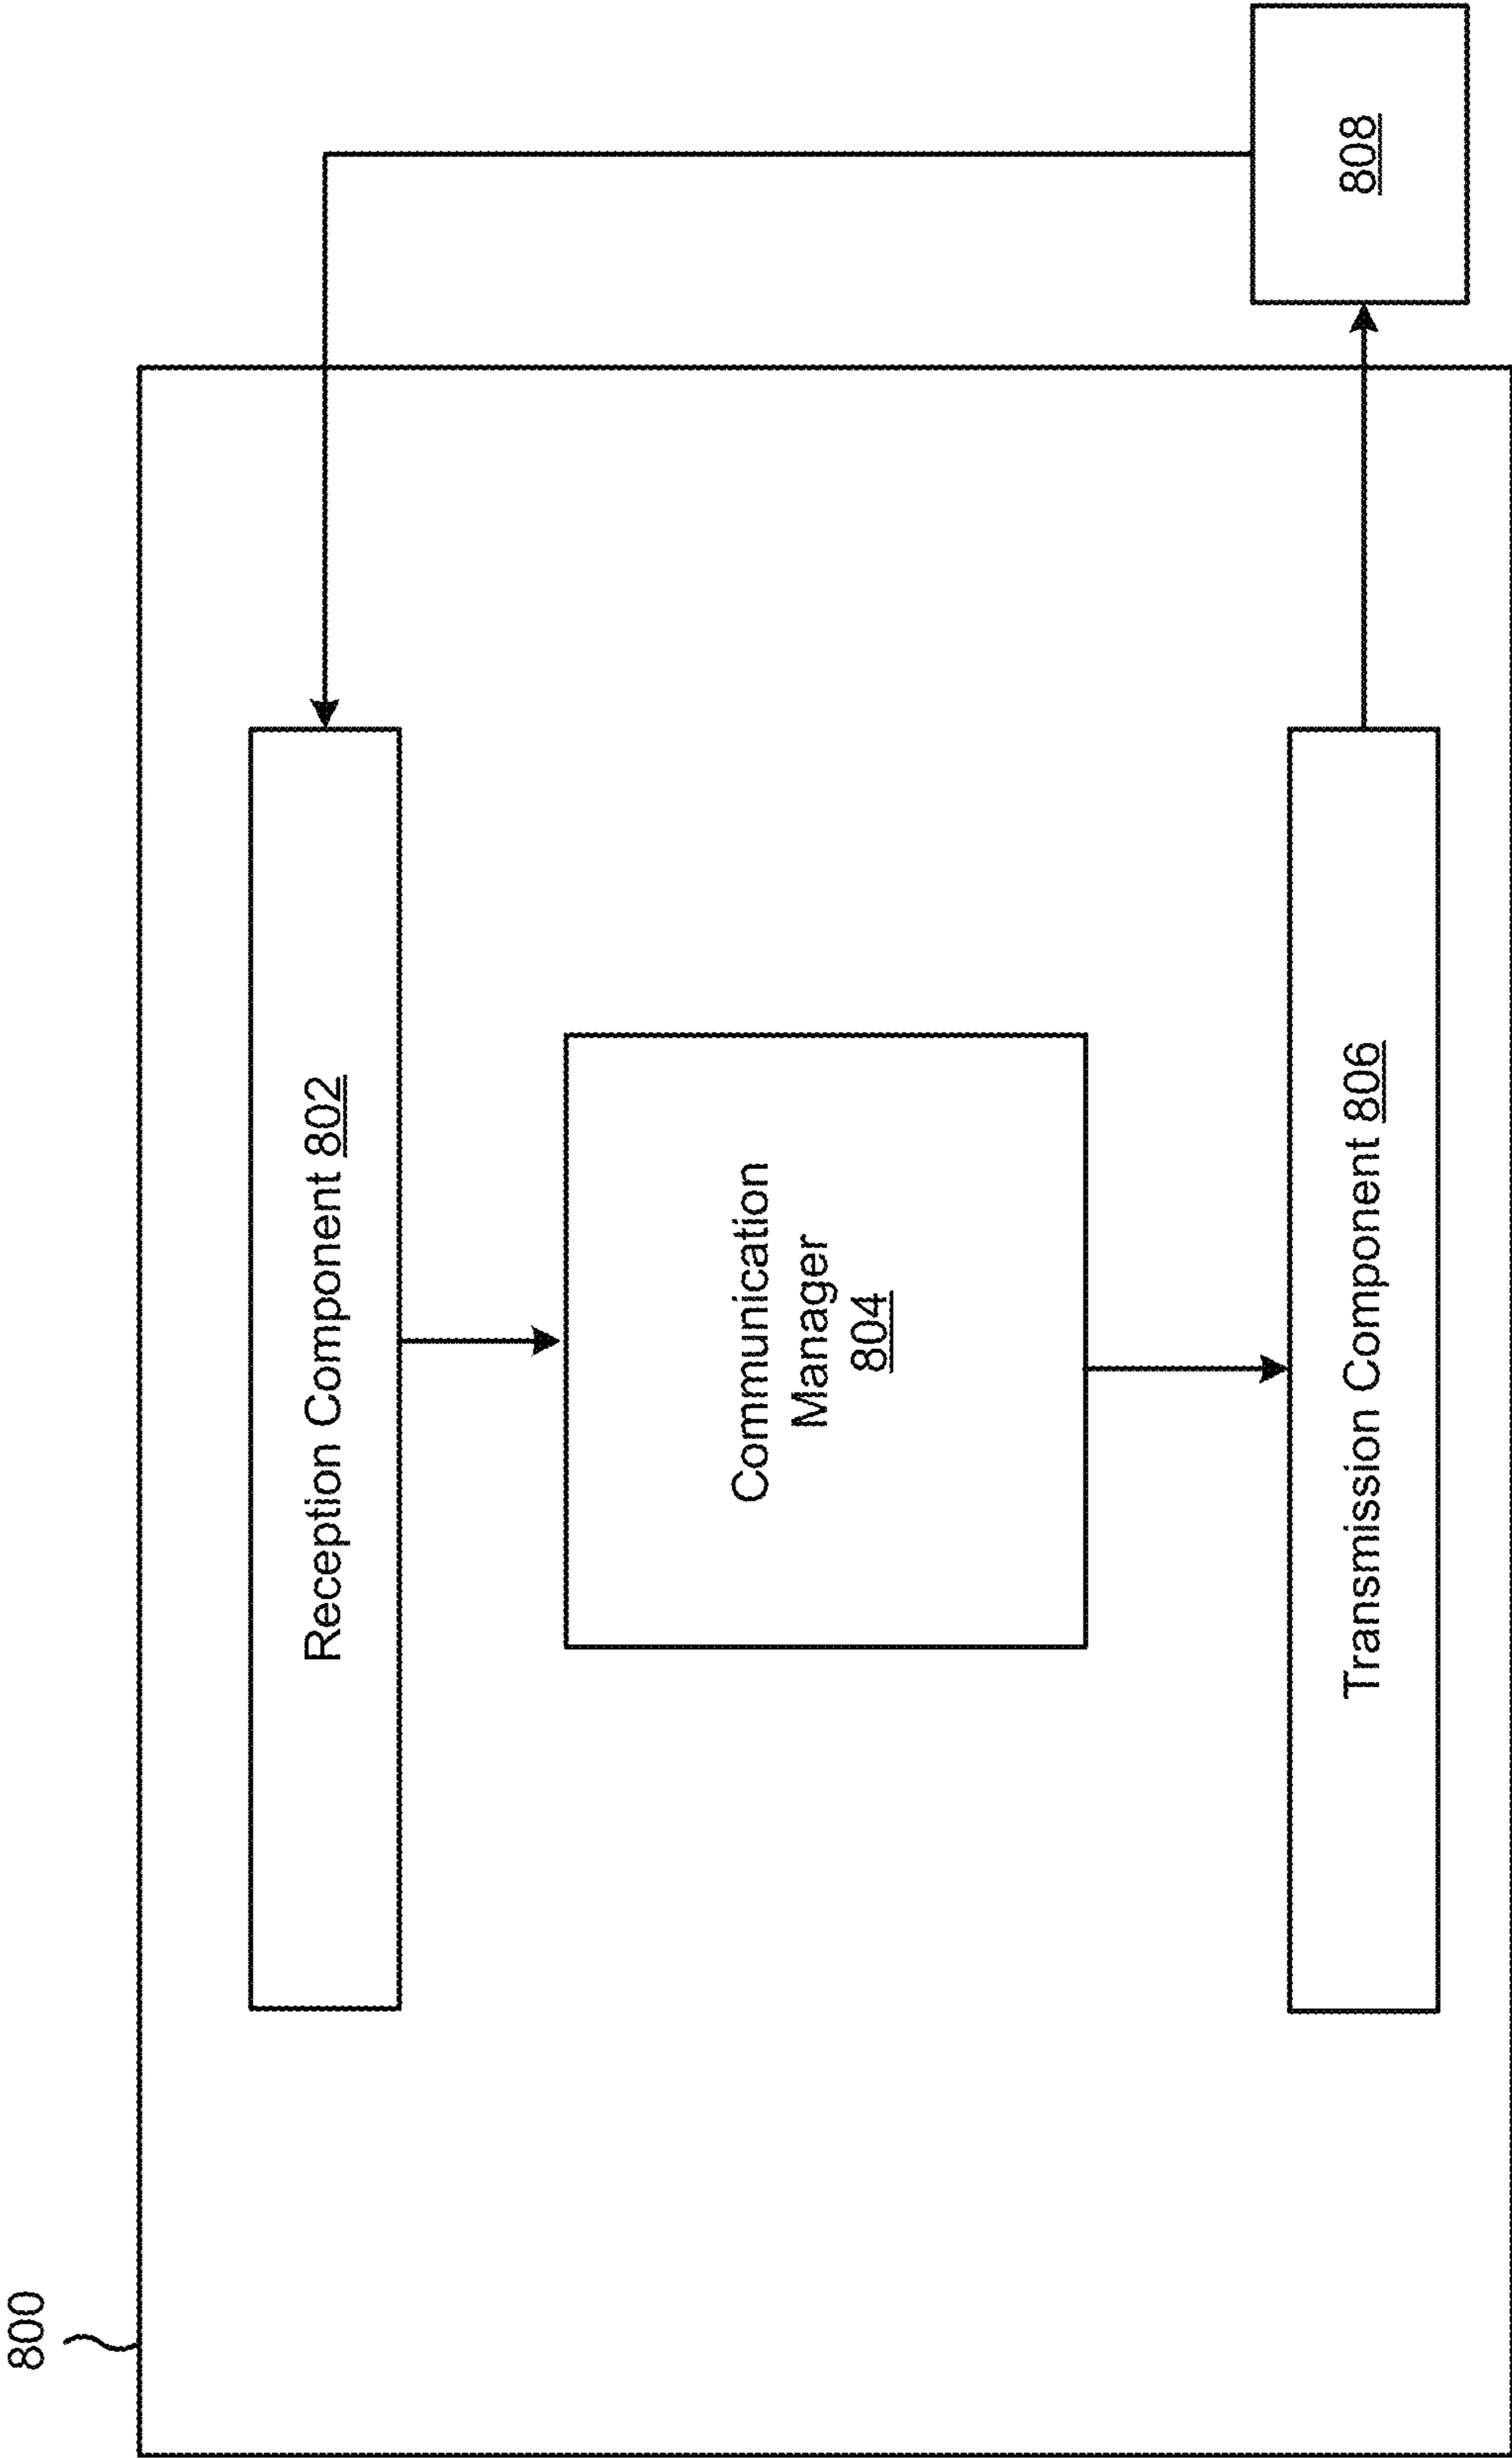 800
Reception Component 802
Communication
Manager
804
Transmission Component 806
808